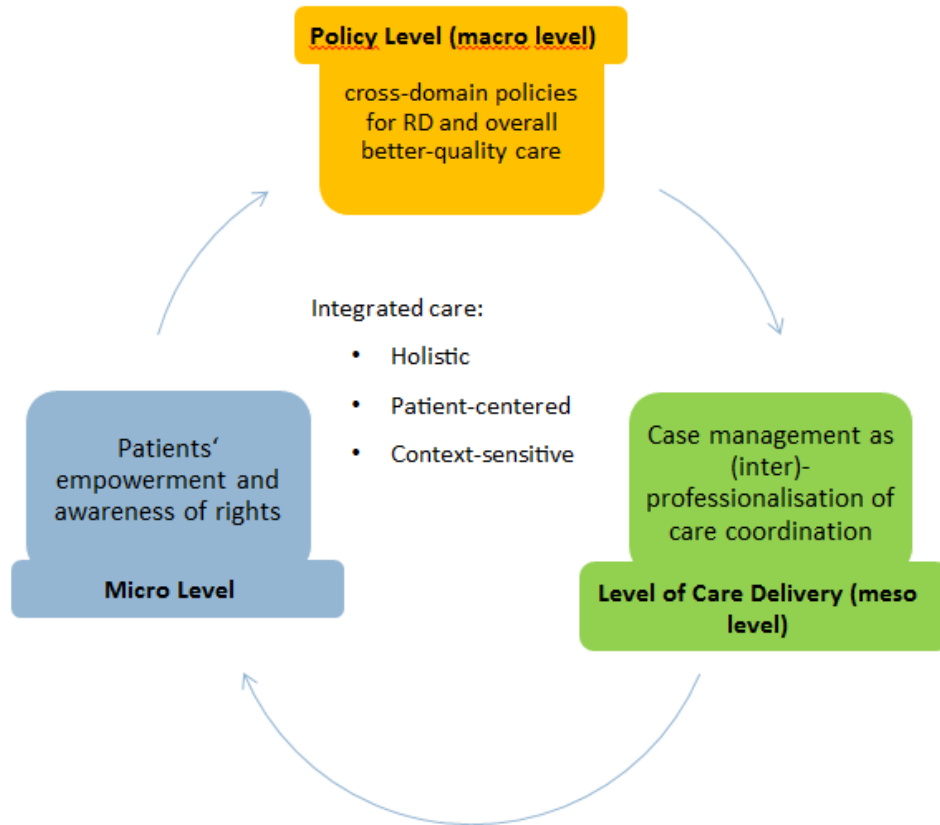 Policy Level (macro level)
cross-domain policies
for RD and overall
better-quality care
Integrated care:
• Holistic
• Patient-centered
• Context-sensitive
Patients‘
empowerment and
awareness of rights
Micro Level
Case management as
(inter)-
professionalisation of
care coordination
Level of Care Delivery (meso
level)